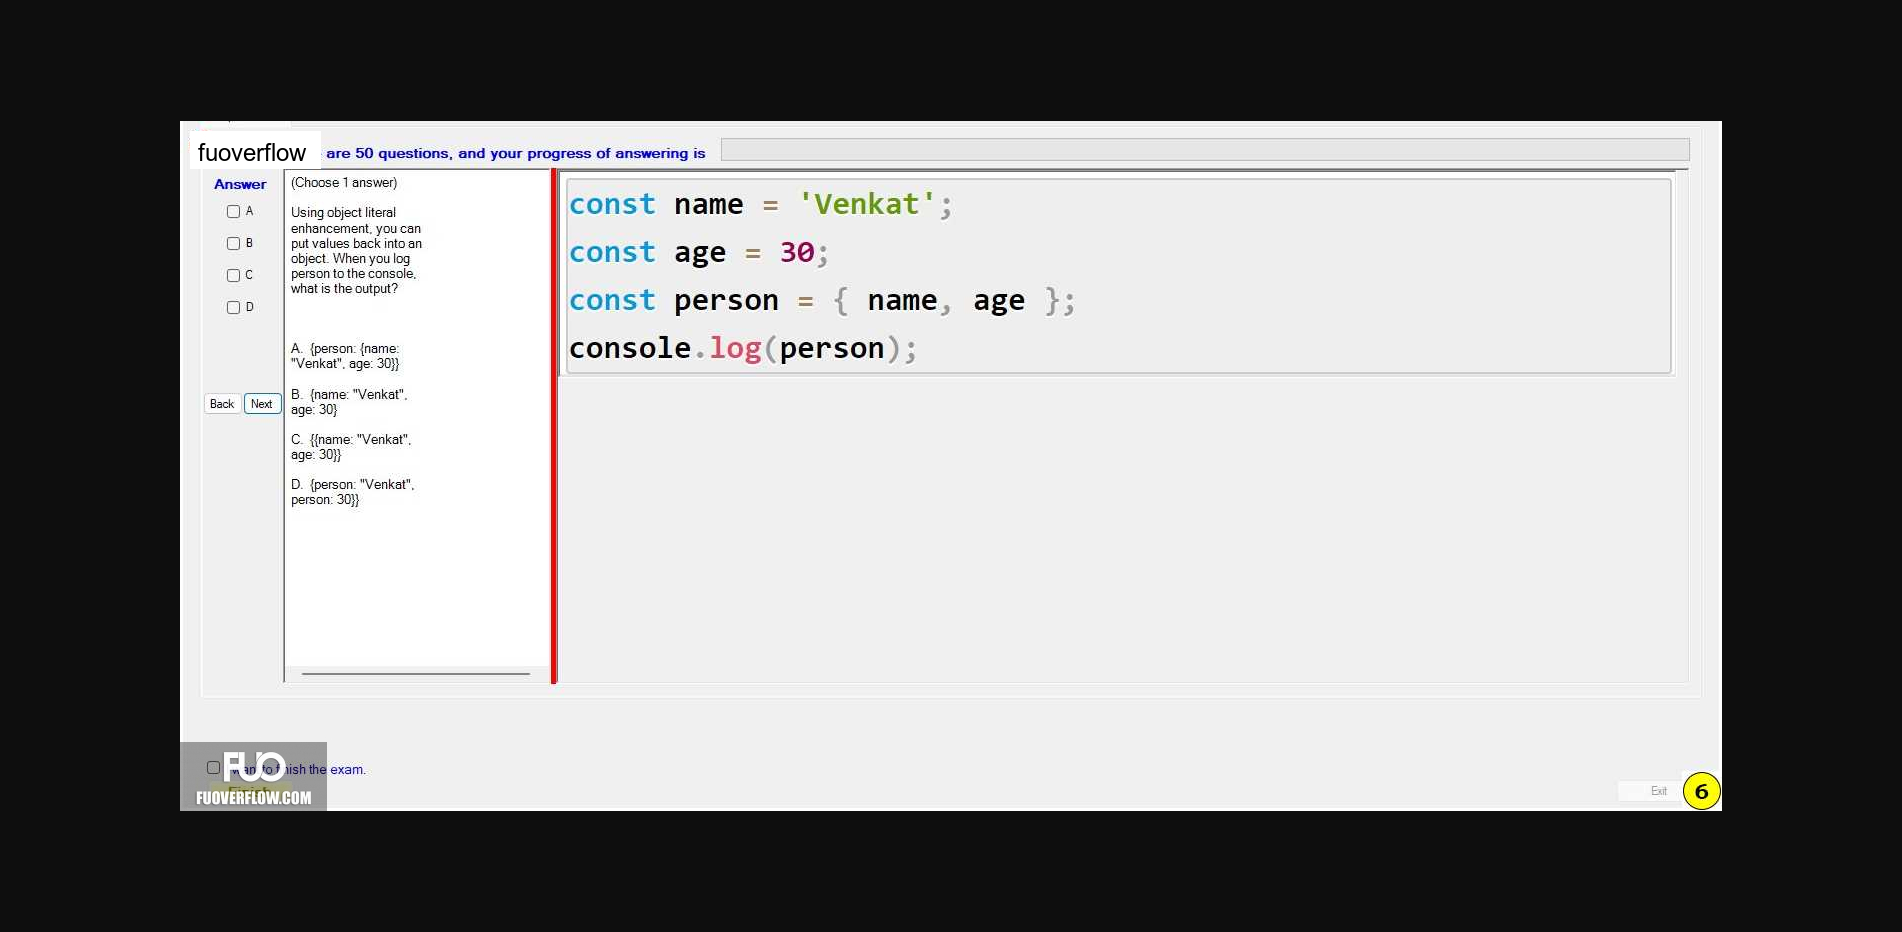 fuoverflow are 50 questions, and your progress of answering is
Answer
A
B
C
D
Back Next
(Choose 1 answer)
Using object literal
enhancement, you can
put values back into an
object. When you log
person to the console,
what is the output?
A. {person: {name:
"Venkat", age: 30}}
B. {name: "Venkat",
age: 30}
C. {{name: "Venkat",
age: 30}}
D. {person: "Venkat",
person: 30}}
const name = 'Venkat';
const age = 30;
const person = { name, age };
console.log(person);
FUO
want to finish the exam.
Finish
FUOVERFLOW.COM
Exit
6